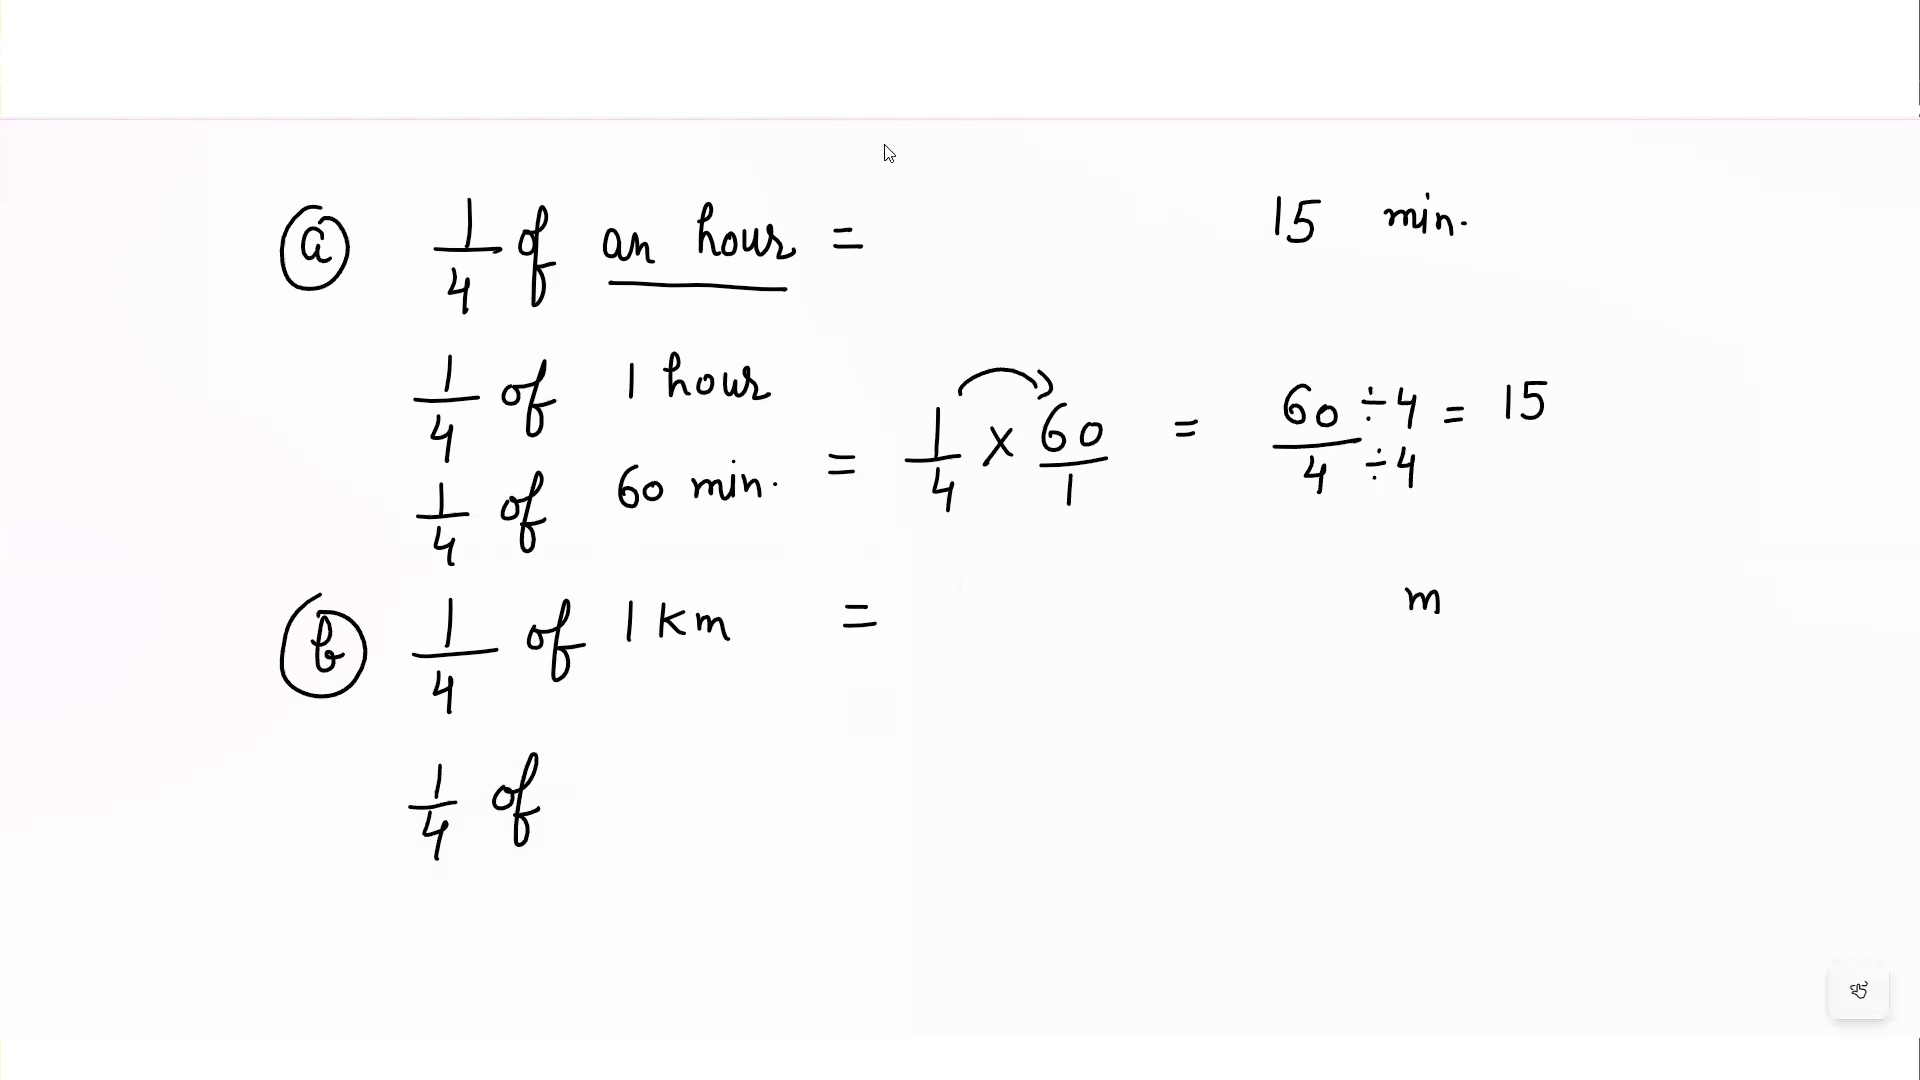 ⓐ 1/4 of an hour = 15 min.
1/4 of 1 hour
1/4 of 60 min. = 1/4 × 60/1 = 60 ÷4 / 4 ÷4 = 15
ⓑ 1/4 of 1 km = m
1/4 of